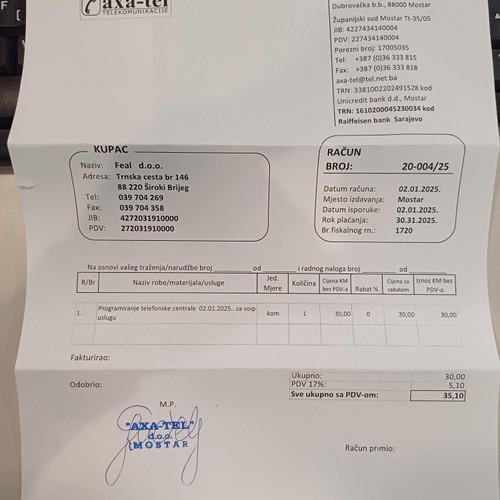 axa-tel
TELEKOMUNIKACIJE
Dubrovačka b.b., 88000 Mostar
Županijski sud Mostar Tt-35/05
JIB: 4227434140004
PDV: 227434140004
Porezni broj: 17005035
Tel: +387 (0)36 333 815
Fax: +387 (0)36 333 818
axa-tel@tel.net.ba
TRN: 3381002202491528 kod
Unicredit bank d.d., Mostar
TRN: 1610200045230034 kod
Raiffeisen bank Sarajevo
KUPAC
Naziv: Feal d.o.o.
Adresa: Trnska cesta br 146
88 220 Široki Brijeg
Tel: 039 704 269
Fax: 039 704 358
JIB: 4272031910000
PDV: 272031910000
RAČUN
BROJ: 20-004/25
Datum računa: 02.01.2025.
Mjesto izdavanja: Mostar
Datum isporuke: 02.01.2025.
Rok plaćanja: 30.31.2025.
Br.fiskalnog rn.: 1720
Na osnovi vašeg traženja/narudžbe broj ________ od ________ i radnog naloga broj ________ od ________
R/Br Naziv robe/materijala/usluge Jed. Mjere Količina Cijena KM bez PDV-a Rabat % Cijena sa rabatom Iznos KM bez PDV-a
1. Programiranje telefonske centrale 02.01.2025.. za voip kom 1 30,00 0 30,00 30,00
uslugu
Fakturirao:
Ukupno: 30,00
PDV 17%: 5,10
Sve ukupno sa PDV-om: 35,10
Odobrio:
M.P.
"AXA-TEL"
d.o.o.
MOSTAR
Račun primio: